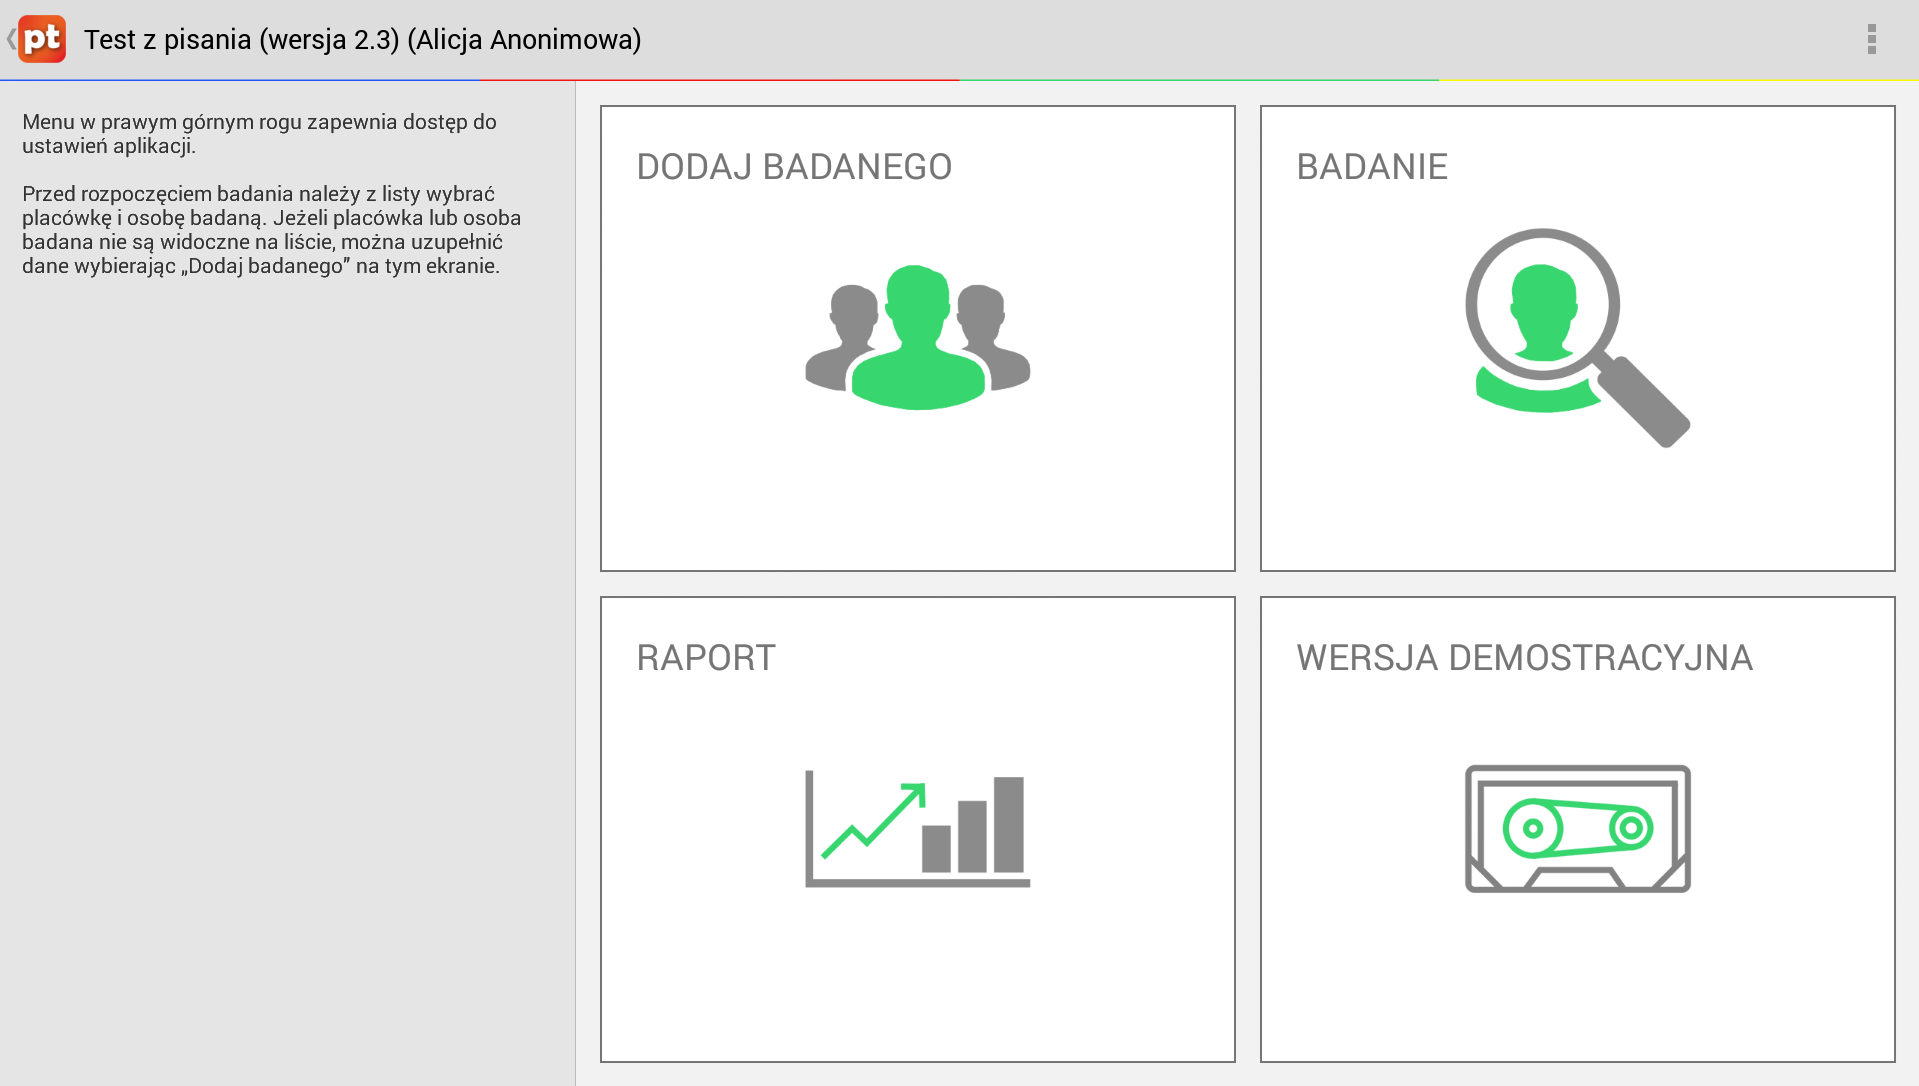 pt
Test z pisania (wersja 2.3) (Alicja Anonimowa)
Menu w prawym górnym rogu zapewnia dostęp do
ustawień aplikacji.
Przed rozpoczęciem badania należy z listy wybrać
placówkę i osobę badaną. Jeżeli placówka lub osoba
badana nie są widoczne na liście, można uzupełnić
dane wybierając „Dodaj badanego” na tym ekranie.
DODAJ BADANEGO
BADANIE
RAPORT
WERSJA DEMOSTRACYJNA